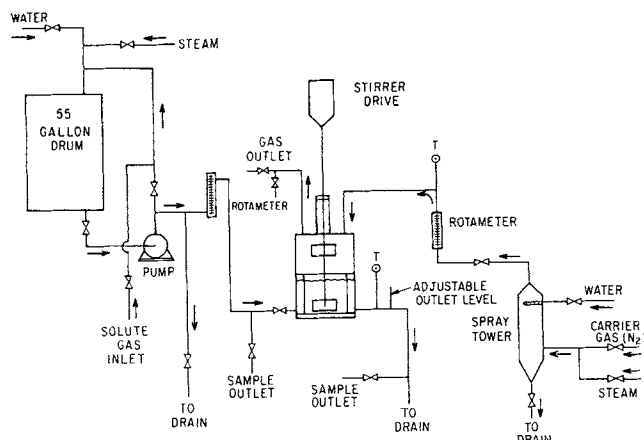 WATER
STEAM
55
GALLON
DRUM
STIRRER
DRIVE
GAS
OUTLET
T
ROTAMETER
ROTAMETER
PUMP
T
ADJUSTABLE
OUTLET LEVEL
WATER
SPRAY
TOWER
CARRIER
GAS (N₂)
STEAM
SOLUTE
GAS
INLET
SAMPLE
OUTLET
SAMPLE
OUTLET
TO
DRAIN
TO
DRAIN
TO
DRAIN